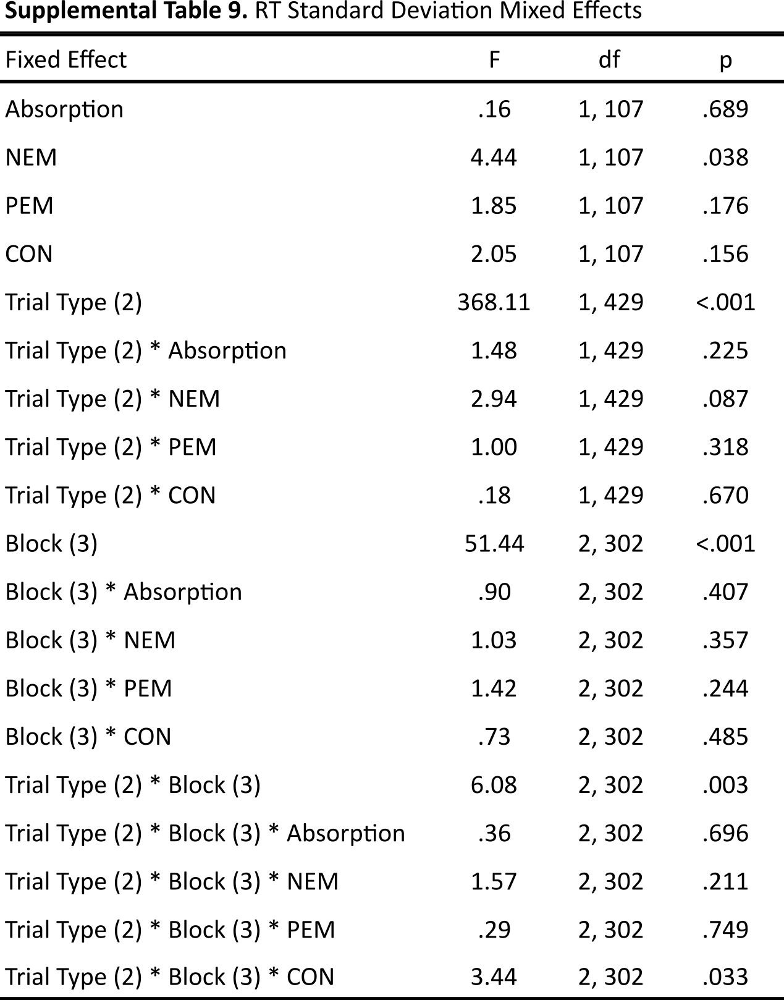 Supplemental Table 9. RT Standard Deviation Mixed Effects
Fixed Effect F df p
Absorption .16 1, 107 .689
NEM 4.44 1, 107 .038
PEM 1.85 1, 107 .176
CON 2.05 1, 107 .156
Trial Type (2) 368.11 1, 429 <.001
Trial Type (2) * Absorption 1.48 1, 429 .225
Trial Type (2) * NEM 2.94 1, 429 .087
Trial Type (2) * PEM 1.00 1, 429 .318
Trial Type (2) * CON .18 1, 429 .670
Block (3) 51.44 2, 302 <.001
Block (3) * Absorption .90 2, 302 .407
Block (3) * NEM 1.03 2, 302 .357
Block (3) * PEM 1.42 2, 302 .244
Block (3) * CON .73 2, 302 .485
Trial Type (2) * Block (3) 6.08 2, 302 .003
Trial Type (2) * Block (3) * Absorption .36 2, 302 .696
Trial Type (2) * Block (3) * NEM 1.57 2, 302 .211
Trial Type (2) * Block (3) * PEM .29 2, 302 .749
Trial Type (2) * Block (3) * CON 3.44 2, 302 .033